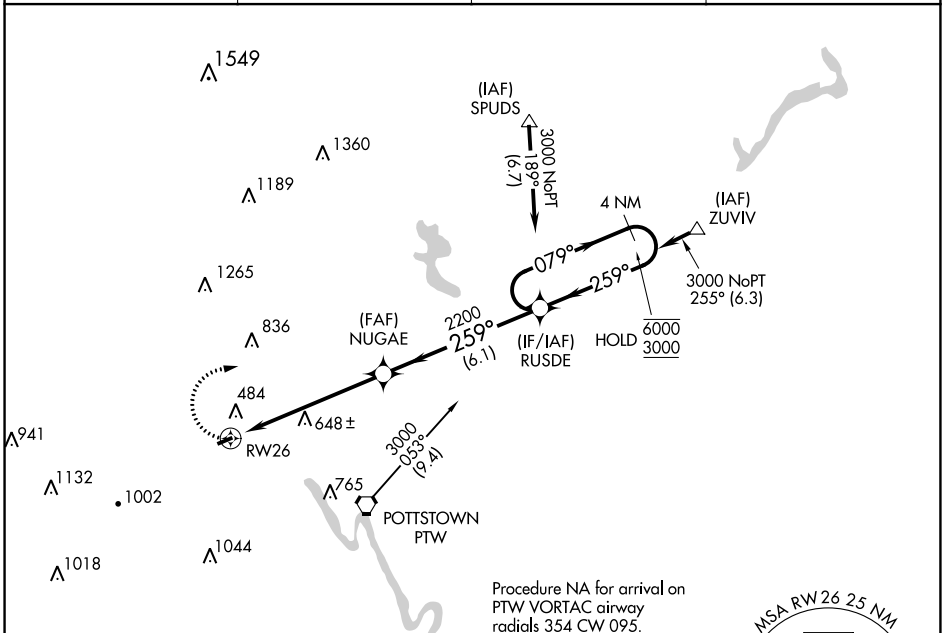 1549
(IAF)
SPUDS
3000 NoPT
189°
(6.7)
1360
1189
4 NM
(IAF)
ZUVIV
079°
259°
3000 NoPT
255° (6.3)
1265
(FAF)
NUGAE
2200
259°
(6.1)
(IF/IAF)
RUSDE
HOLD
6000
3000
836
484
648±
RW26
941
3000
053°
(9.4)
1132
1002
765
POTTSTOWN
PTW
1044
1018
Procedure NA for arrival on
PTW VORTAC airway
radials 354 CW 095.
MSA RW26 25 NM